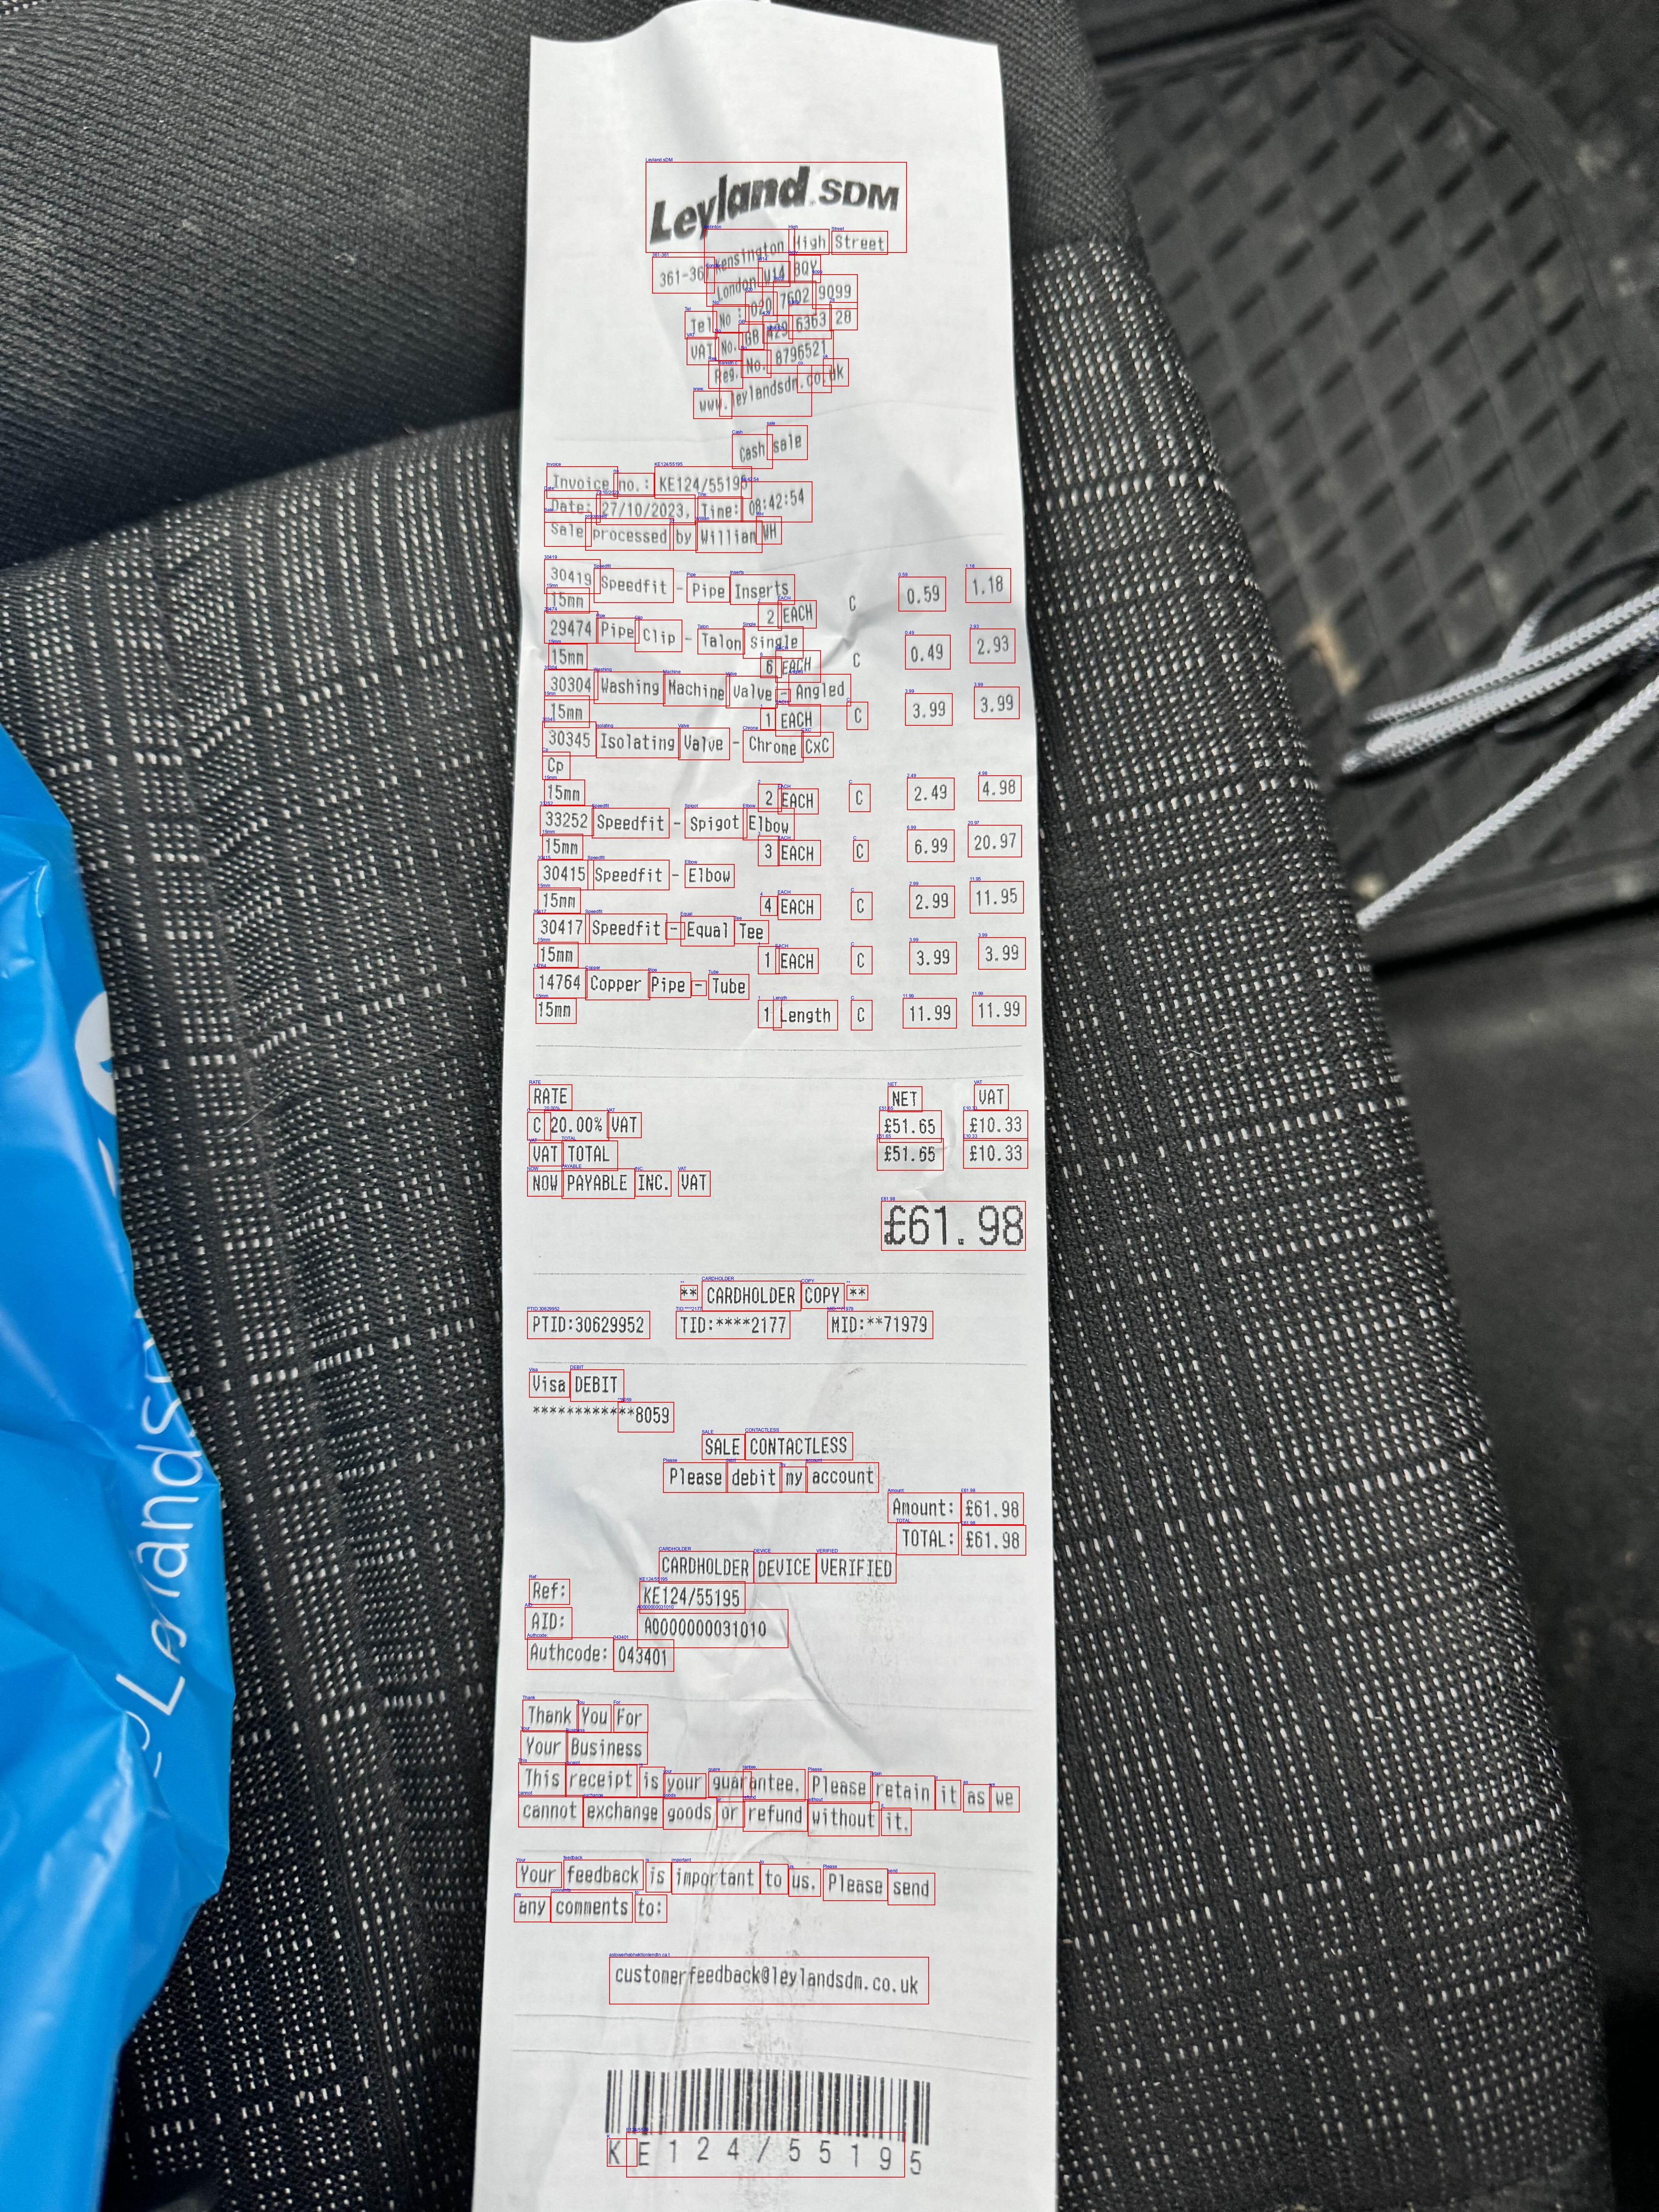 Leyland SDM
361-36 Kensington High Street
London W14 8QY
Tel No : 020 7602 9099
VAT No. GB 429 6363 28
Reg. No. 8796521
www.leylandsdm.co.uk
Cash sale
Invoice no.: KE124/55195
Date: 27/10/2023, Time: 08:42:54
Sale processed by William WH
30419 Speedfit - Pipe Inserts
15mm 2 EACH C 0.59 1.18
29474 Pipe Clip - Talon Single
15mm 6 EACH C 0.49 2.93
30304 Washing Machine Valve - Angled
15mm 1 EACH C 3.99 3.99
30345 Isolating Valve - Chrome CxC
Cp
15mm 2 EACH C 2.49 4.98
33252 Speedfit - Spigot Elbow
15mm 3 EACH C 6.99 20.97
30415 Speedfit - Elbow
15mm 4 EACH C 2.99 11.95
30417 Speedfit - Equal Tee
15mm 1 EACH C 3.99 3.99
14764 Copper Pipe - Tube
15mm 1 Length C 11.99 11.99
RATE NET VAT
C 20.00% VAT £51.65 £10.33
VAT TOTAL £51.65 £10.33
NOW PAYABLE INC. VAT
£61.98
** CARDHOLDER COPY **
PTID:30629952 TID:****2177 MID:**71979
Visa DEBIT
************8059
SALE CONTACTLESS
Please debit my account
Amount: £61.98
TOTAL: £61.98
CARDHOLDER DEVICE VERIFIED
Ref: KE124/55195
AID: A0000000031010
Authcode: 043401
Thank You For
Your Business
This receipt is your guarantee. Please retain it as we
cannot exchange goods or refund without it.
Your feedback is important to us. Please send
any comments to:
customerfeedback@leylandsdm.co.uk
KE124/55195